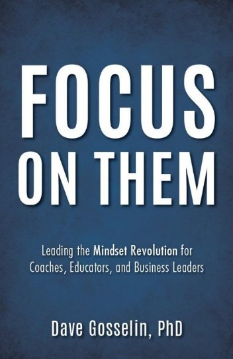 FOCUS
ON THEM
Leading the Mindset Revolution for
Coaches, Educators, and Business Leaders
Dave Gosselin, PhD